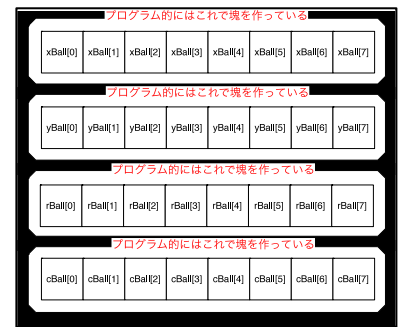 プログラム的にはこれで塊を作っている
xBall[0] xBall[1] xBall[2] xBall[3] xBall[4] xBall[5] xBall[6] xBall[7]
プログラム的にはこれで塊を作っている
yBall[0] yBall[1] yBall[2] yBall[3] yBall[4] yBall[5] yBall[6] yBall[7]
プログラム的にはこれで塊を作っている
rBall[0] rBall[1] rBall[2] rBall[3] rBall[4] rBall[5] rBall[6] rBall[7]
プログラム的にはこれで塊を作っている
cBall[0] cBall[1] cBall[2] cBall[3] cBall[4] cBall[5] cBall[6] cBall[7]